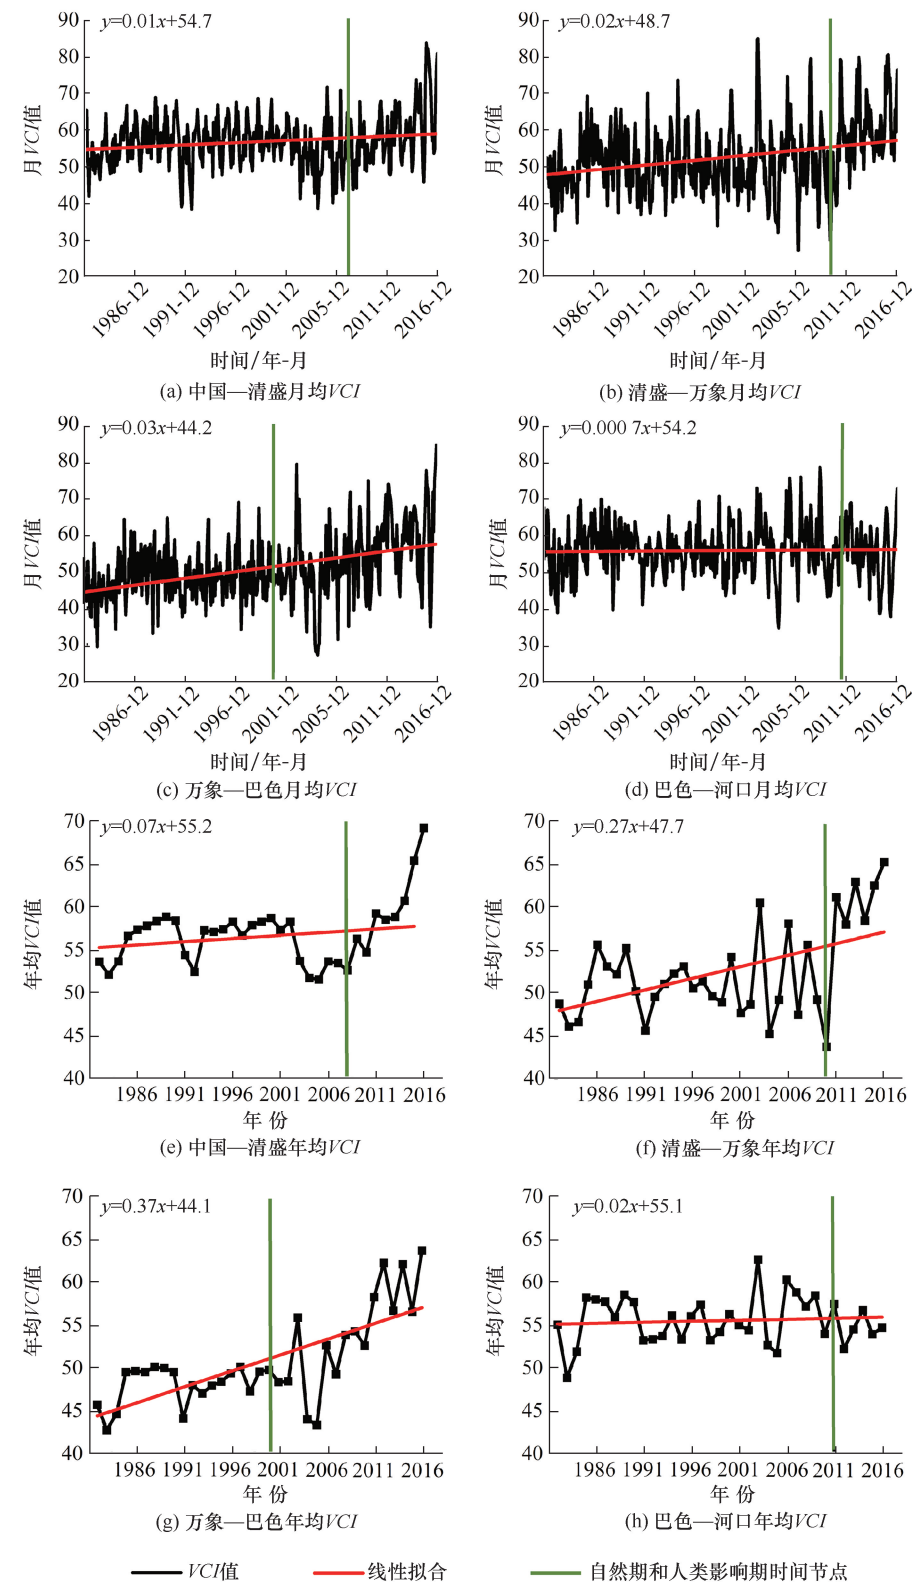 y=0.01x+54.7
90
80
70
60
50
40
30
20
月VCI值
1986-12
1991-12
1996-12
2001-12
2005-12
2011-12
2016-12
时间/年-月
(a) 中国—清盛月均VCI
y=0.02x+48.7
90
80
70
60
50
40
30
20
月VCI值
1986-12
1991-12
1996-12
2001-12
2005-12
2011-12
2016-12
时间/年-月
(b) 清盛—万象月均VCI
y=0.03x+44.2
90
80
70
60
50
40
30
20
月VCI值
1986-12
1991-12
1996-12
2001-12
2005-12
2011-12
2016-12
时间/年-月
(c) 万象—巴色月均VCI
y=0.000 7x+54.2
90
80
70
60
50
40
30
20
月VCI值
1986-12
1991-12
1996-12
2001-12
2005-12
2011-12
2016-12
时间/年-月
(d) 巴色—河口月均VCI
y=0.07x+55.2
70
65
60
55
50
45
40
年均VCI值
1986 1991 1996 2001 2006 2011 2016
年 份
(e) 中国—清盛年均VCI
y=0.27x+47.7
70
65
60
55
50
45
40
年均VCI值
1986 1991 1996 2001 2006 2011 2016
年 份
(f) 清盛—万象年均VCI
y=0.37x+44.1
70
65
60
55
50
45
40
年均VCI值
1986 1991 1996 2001 2006 2011 2016
年 份
(g) 万象—巴色年均VCI
y=0.02x+55.1
70
65
60
55
50
45
40
年均VCI值
1986 1991 1996 2001 2006 2011 2016
年 份
(h) 巴色—河口年均VCI
VCI值 线性拟合 自然期和人类影响期时间节点